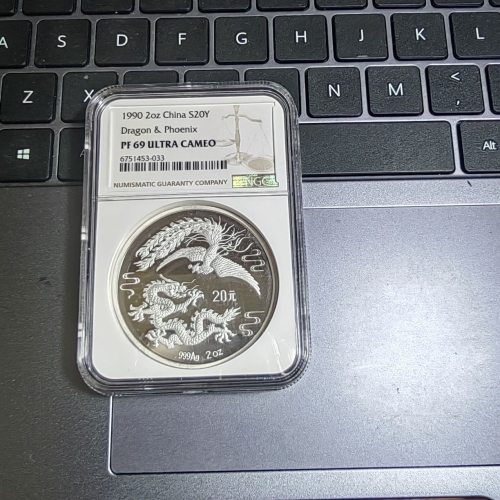 A S D F G H J K L
Z X C V B N M <
,
Alt Alt
1990 2oz China S20Y
Dragon & Phoenix
PF 69 ULTRA CAMEO
6751453-033
NUMISMATIC GUARANTY COMPANY
NGC
20元
999Ag 2oz